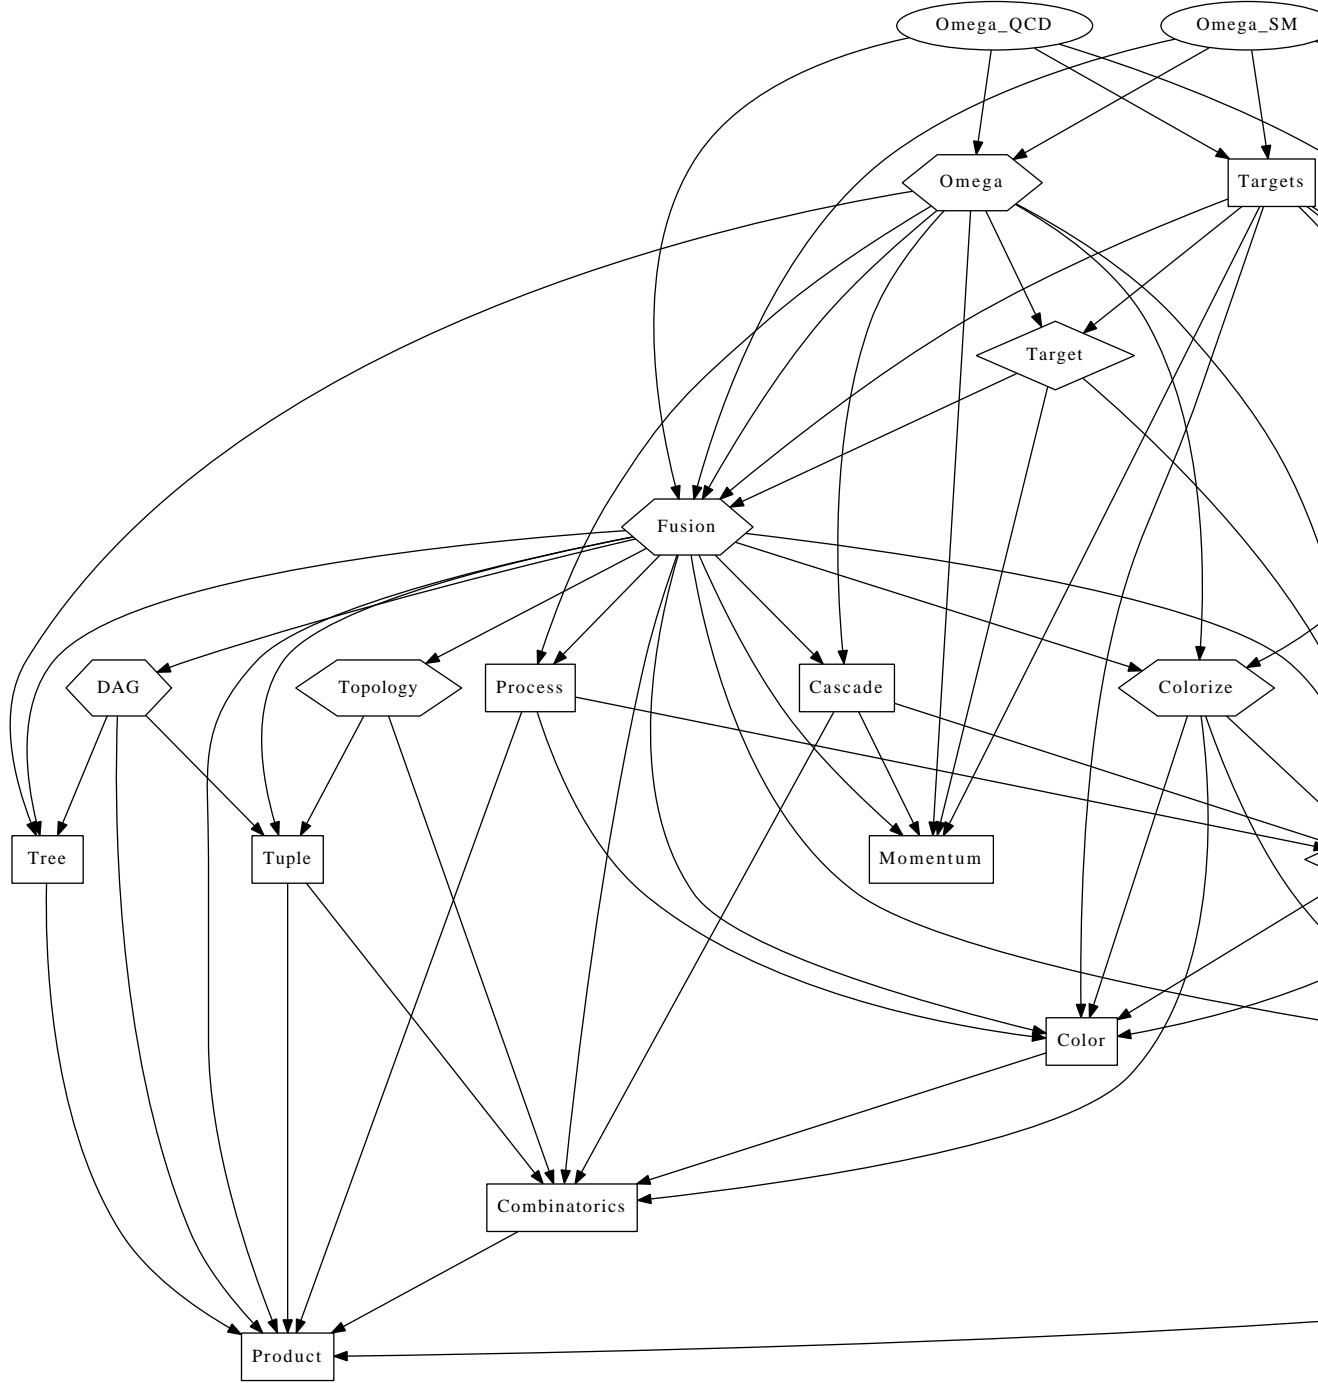 Omega_QCD
Omega_SM
Omega
Targets
Target
Fusion
DAG
Topology
Process
Cascade
Colorize
Tree
Tuple
Momentum
Color
Combinatorics
Product